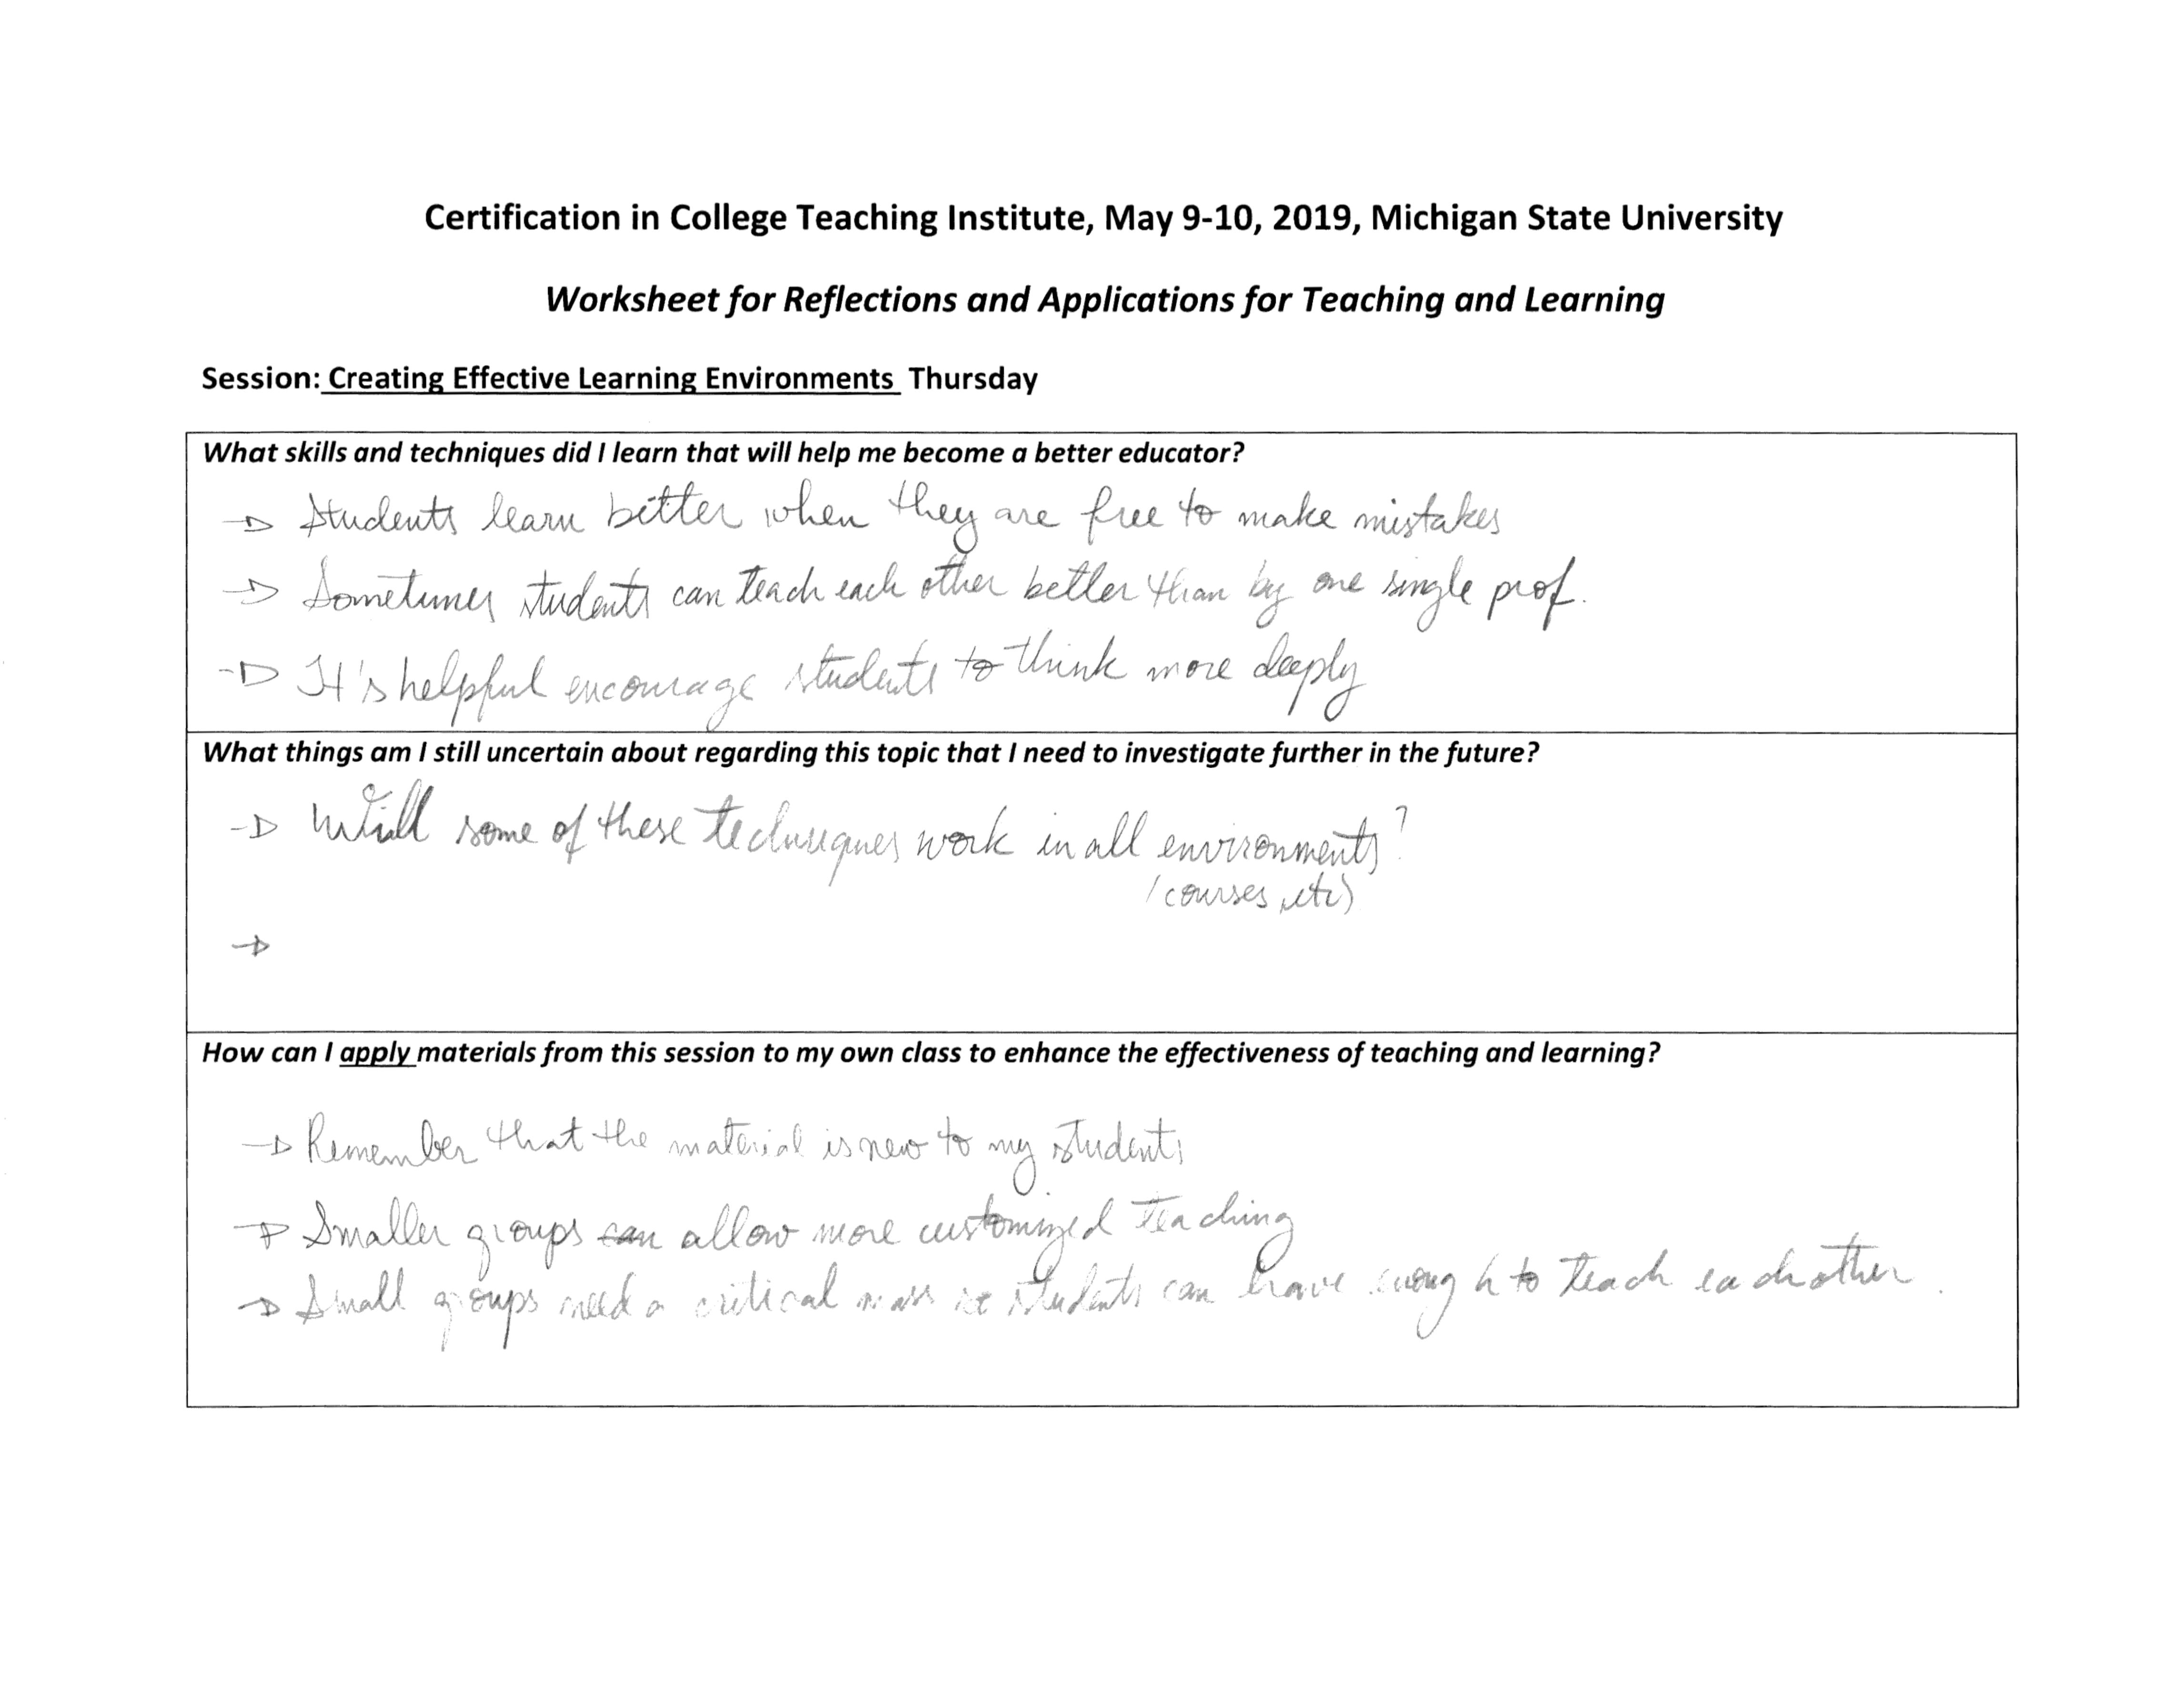 Certification in College Teaching Institute, May 9-10, 2019, Michigan State University
Worksheet for Reflections and Applications for Teaching and Learning
Session: Creating Effective Learning Environments Thursday
What skills and techniques did I learn that will help me become a better educator?
→ Students learn better when they are free to make mistakes
→ Sometimes students can teach each other better than by one single prof.
→ It's helpful encourage students to think more deeply
What things am I still uncertain about regarding this topic that I need to investigate further in the future?
→ Will some of these techniques work in all environments?
(courses, etc)
→
How can I apply materials from this session to my own class to enhance the effectiveness of teaching and learning?
→ Remember that the material is new to my students
→ Smaller groups can allow more customized teaching
→ Small groups need a critical mass students can have enough to teach each other.